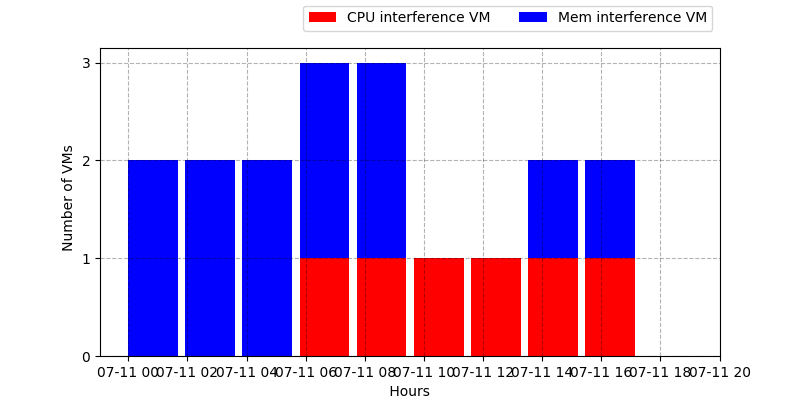 CPU interference VM Mem interference VM
3
2
1
0
Number of VMs
07-11 00 07-11 02 07-11 04 07-11 06 07-11 08 07-11 10 07-11 12 07-11 14 07-11 16 07-11 18 07-11 20
Hours